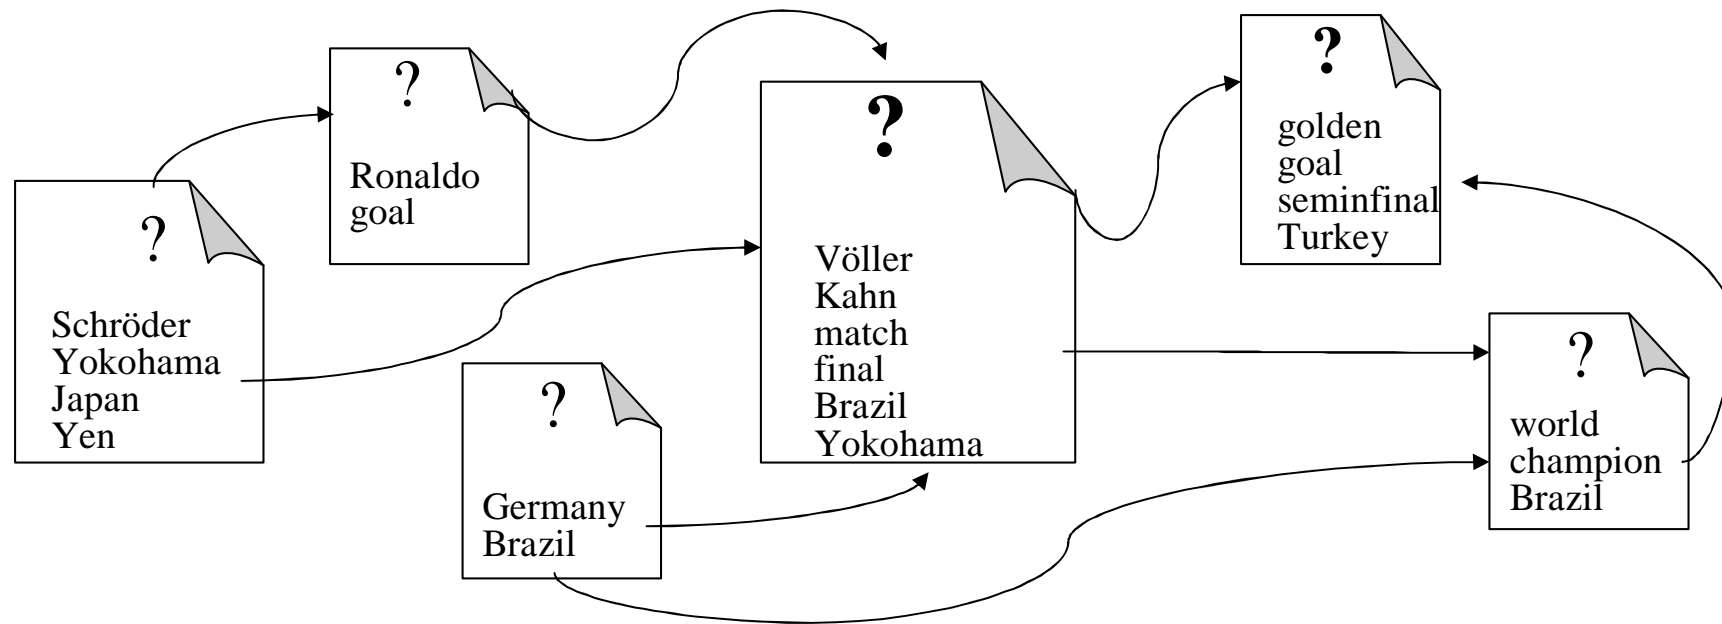 ?
Schröder
Yokohama
Japan
Yen
?
Ronaldo
goal
?
Germany
Brazil
?
Völler
Kahn
match
final
Brazil
Yokohama
?
golden
goal
seminfinal
Turkey
?
world
champion
Brazil